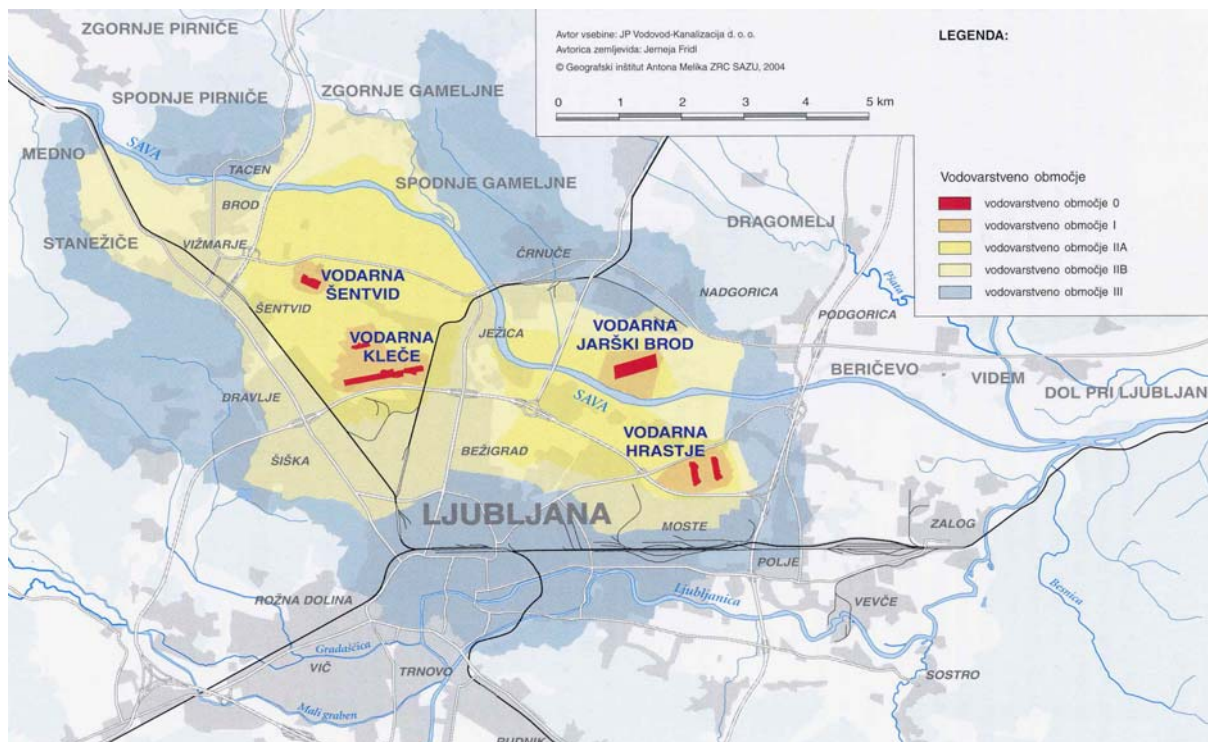 ZGORNJE PIRNIČE
SPODNJE PIRNIČE
ZGORNJE GAMELJNE
MEDNO
SAVA
TACEN
SPODNJE GAMELJNE
BROD
STANEŽIČE
VIŽMARJE
ČRNUČE
DRAGOMELJ
VODARNA
ŠENTVID
ŠENTVID
NADGORICA
Pšata
PODGORICA
VODARNA
KLEČE
JEŽICA
VODARNA
JARŠKI BROD
BERIČEVO
VIDEM
DOL PRI LJUBLJAN
DRAVLJE
SAVA
VODARNA
HRASTJE
ŠIŠKA
BEŽIGRAD
LJUBLJANA
MOSTE
ZALOG
POLJE
ROŽNA DOLINA
Ljubljanica
VEVČE
Besnica
Gradaščica
VIČ
TRNOVO
SOSTRO
Mali graben
RUDNIK
Avtor vsebine: JP Vodovod-Kanalizacija d. o. o.
Avtorica zemljevida: Jerneja Fridl
© Geografski inštitut Antona Melika ZRC SAZU, 2004
0 1 2 3 4 5 km
LEGENDA:
Vodovarstveno območje
vodovarstveno območje 0
vodovarstveno območje I
vodovarstveno območje IIA
vodovarstveno območje IIB
vodovarstveno območje III